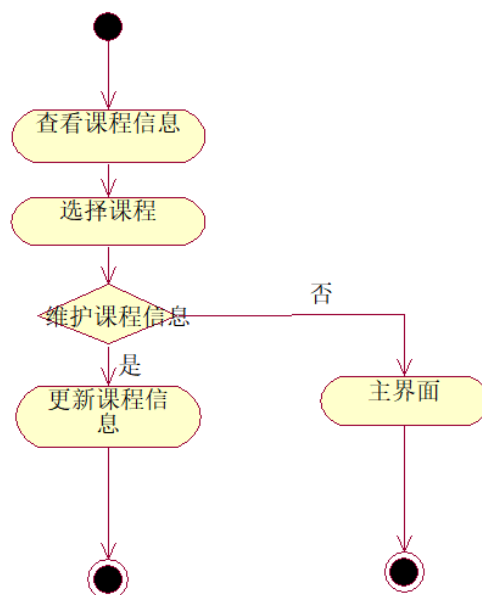 查看课程信息
选择课程
维护课程信息
否
是
更新课程信
息
主界面